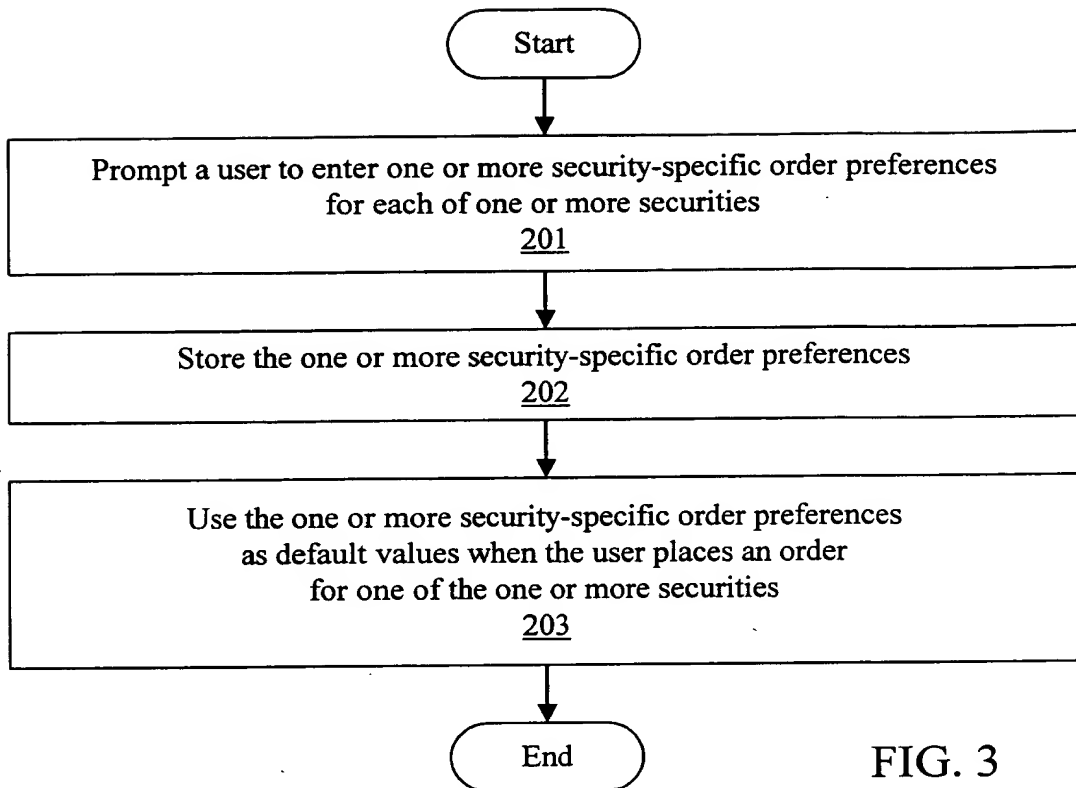 Start
Prompt a user to enter one or more security-specific order preferences
for each of one or more securities
201
Store the one or more security-specific order preferences
202
Use the one or more security-specific order preferences
as default values when the user places an order
for one of the one or more securities
203
End
FIG. 3